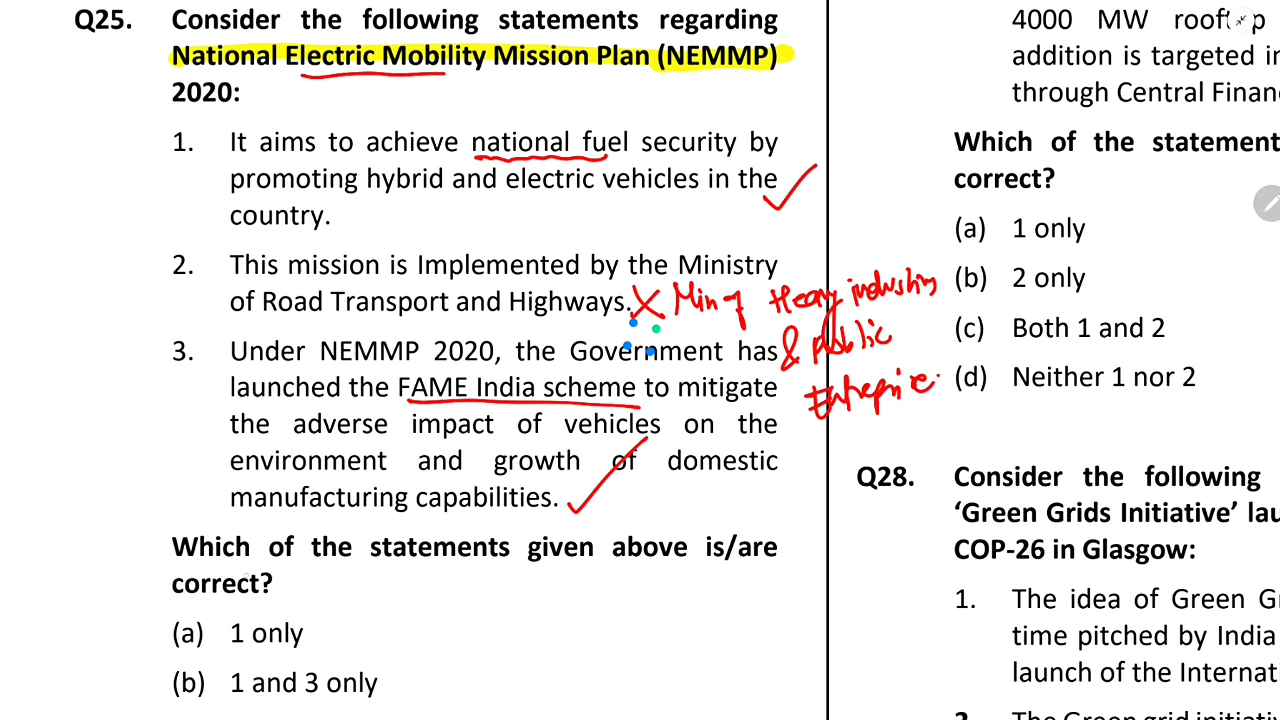 Q25. Consider the following statements regarding
National Electric Mobility Mission Plan (NEMMP)
2020:
1. It aims to achieve national fuel security by
promoting hybrid and electric vehicles in the
country.
2. This mission is Implemented by the Ministry
of Road Transport and Highways.
Min of Heavy industries
& public
Enterprise.
3. Under NEMMP 2020, the Government has
launched the FAME India scheme to mitigate
the adverse impact of vehicles on the
environment and growth of domestic
manufacturing capabilities.
Which of the statements given above is/are
correct?
(a) 1 only
(b) 1 and 3 only
4000 MW
addition is targeted
through Central
Which of the statement
correct?
(a) 1 only
(b) 2 only
(c) Both 1 and 2
(d) Neither 1 nor 2
Q28. Consider the following
‘Green Grids Initiative’
COP-26 in Glasgow:
1. The idea of Green
time pitched by India
launch of the